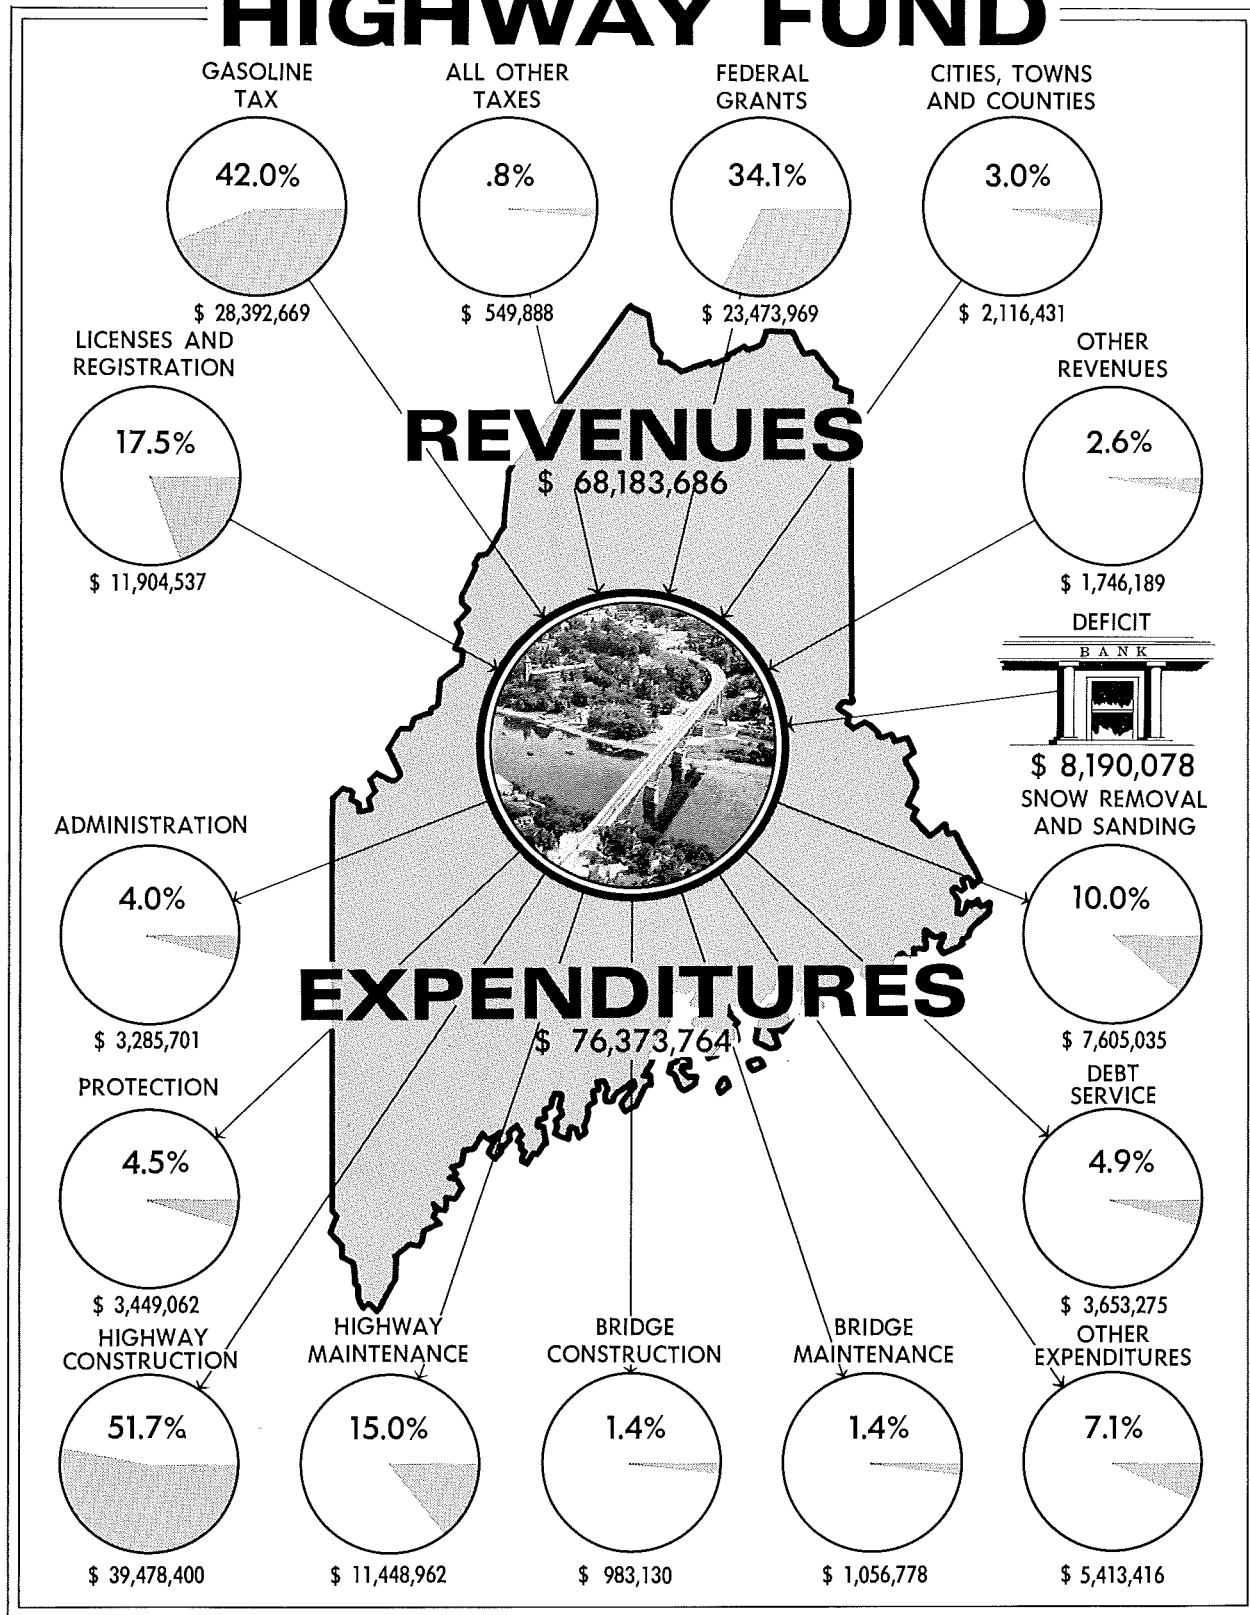 HIGHWAY FUND
GASOLINE
TAX
42.0%
$ 28,392,669
ALL OTHER
TAXES
.8%
$ 549,888
FEDERAL
GRANTS
34.1%
$ 23,473,969
CITIES, TOWNS
AND COUNTIES
3.0%
$ 2,116,431
LICENSES AND
REGISTRATION
17.5%
$ 11,904,537
REVENUES
$ 68,183,686
OTHER
REVENUES
2.6%
$ 1,746,189
DEFICIT
BANK
$ 8,190,078
ADMINISTRATION
4.0%
$ 3,285,701
SNOW REMOVAL
AND SANDING
10.0%
$ 7,605,035
EXPENDITURES
$ 76,373,764
PROTECTION
4.5%
$ 3,449,062
DEBT
SERVICE
4.9%
$ 3,653,275
HIGHWAY
CONSTRUCTION
51.7%
$ 39,478,400
HIGHWAY
MAINTENANCE
15.0%
$ 11,448,962
BRIDGE
CONSTRUCTION
1.4%
$ 983,130
BRIDGE
MAINTENANCE
1.4%
$ 1,056,778
OTHER
EXPENDITURES
7.1%
$ 5,413,416